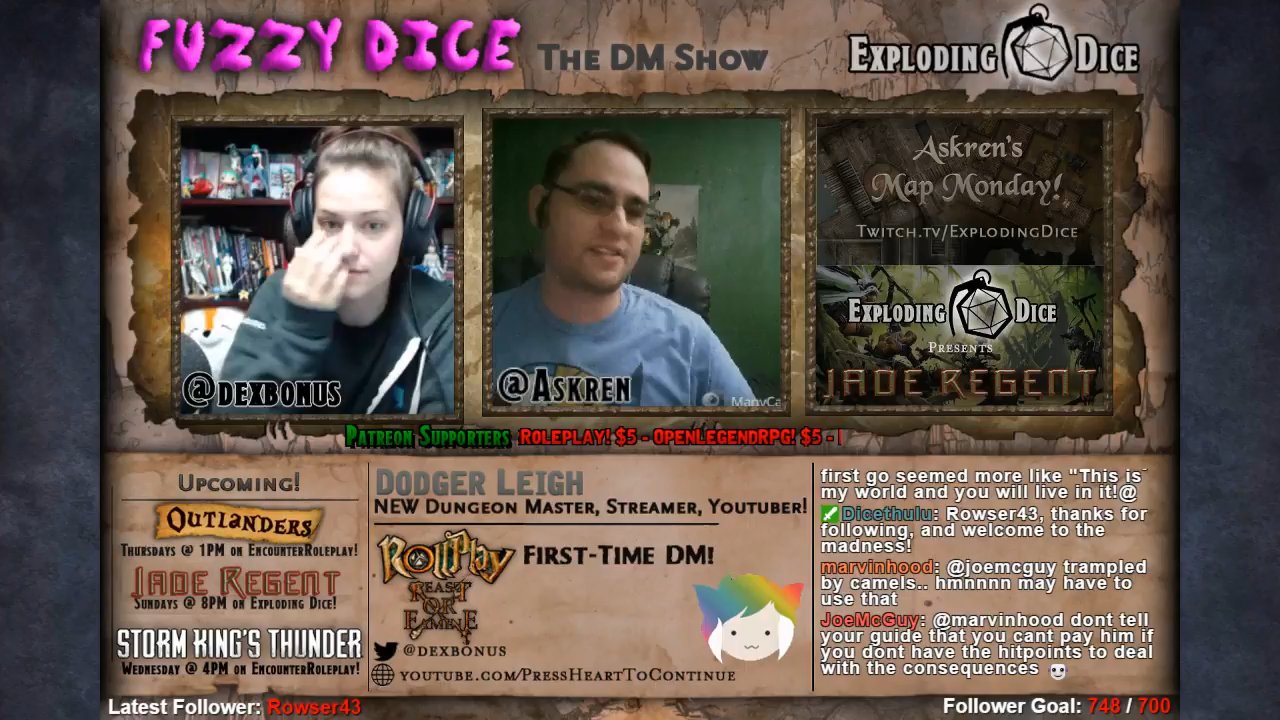 FUZZY DICE
THE DM SHOW
EXPLODING DICE
@DEXBONUS
@ASKREN
ManyCa
Askren's
Map Monday!
TWITCH.TV/EXPLODINGDICE
EXPLODING DICE
PRESENTS
JADE REGENT
PATREON SUPPORTERS ROLEPLAY! $5 - OPENLEGENDRPG! $5 -
UPCOMING!
OUTLANDERS
THURSDAYS @ 1PM ON ENCOUNTERROLEPLAY!
JADE REGENT
SUNDAYS @ 8PM ON EXPLODING DICE!
STORM KING'S THUNDER
WEDNESDAY @ 4PM ON ENCOUNTERROLEPLAY!
DODGER LEIGH
NEW DUNGEON MASTER, STREAMER, YOUTUBER!
ROLLPLAY
FEAST
OR
FAMINE
FIRST-TIME DM!
@DEXBONUS
YOUTUBE.COM/PRESSHEARTTOCONTINUE
first go seemed more like "This is
my world and you will live in it!@
Dicethulu: Rowser43, thanks for
following, and welcome to the
madness!
marvinhood: @joemcguy trampled
by camels.. hmnnnn may have to
use that
JoeMcGuy: @marvinhood dont tell
your guide that you cant pay him if
you dont have the hitpoints to deal
with the consequences
Latest Follower: Rowser43
Follower Goal: 748 / 700